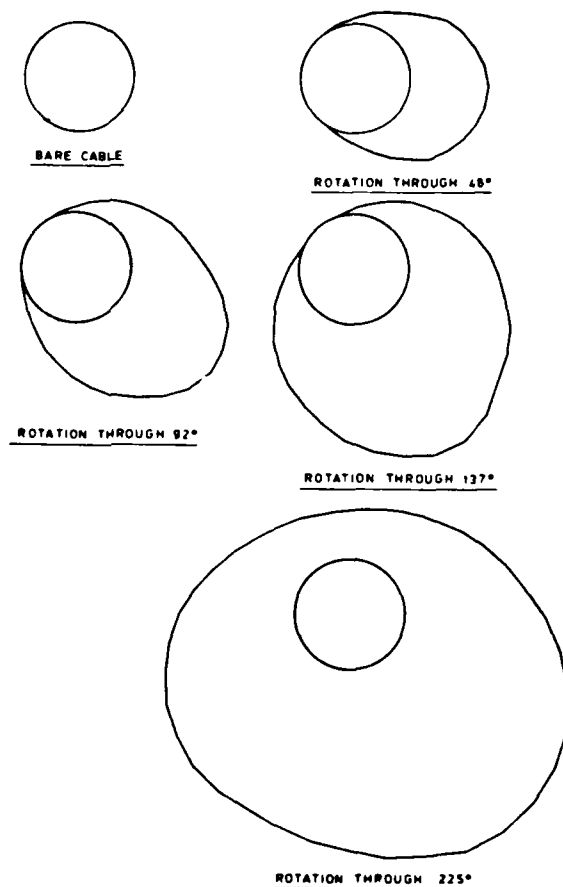 BARE CABLE
ROTATION THROUGH 48°
ROTATION THROUGH 92°
ROTATION THROUGH 137°
ROTATION THROUGH 225°